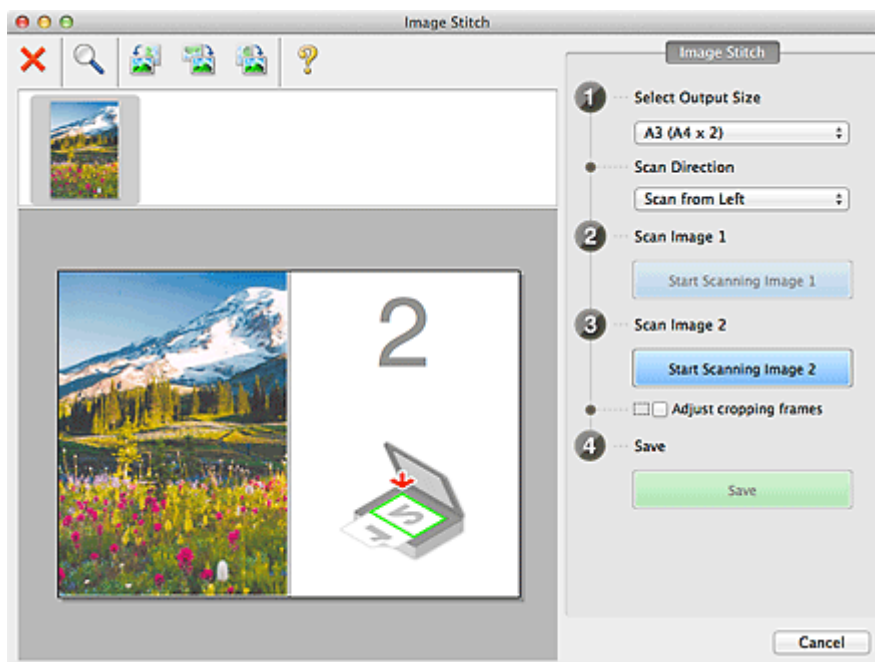 Image Stitch
Image Stitch
1 Select Output Size
A3 (A4 x 2)
Scan Direction
Scan from Left
2 Scan Image 1
Start Scanning Image 1
3 Scan Image 2
Start Scanning Image 2
Adjust cropping frames
4 Save
Save
2
1 2
Cancel